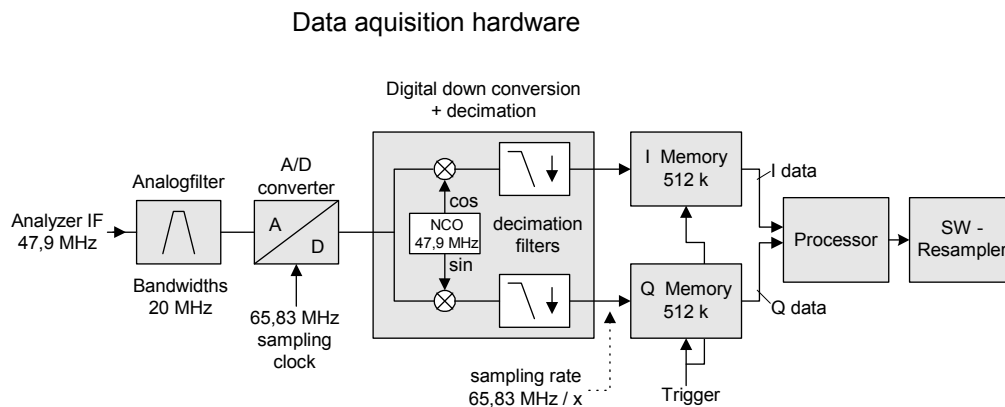 Data aquisition hardware
Digital down conversion
+ decimation
A/D
converter
Analogfilter
Analyzer IF
47,9 MHz
Bandwidths
20 MHz
A
D
65,83 MHz
sampling
clock
cos
NCO
47,9 MHz
sin
decimation
filters
sampling rate
65,83 MHz / x
I Memory
512 k
Q Memory
512 k
Trigger
I data
Q data
Processor
SW -
Resampler